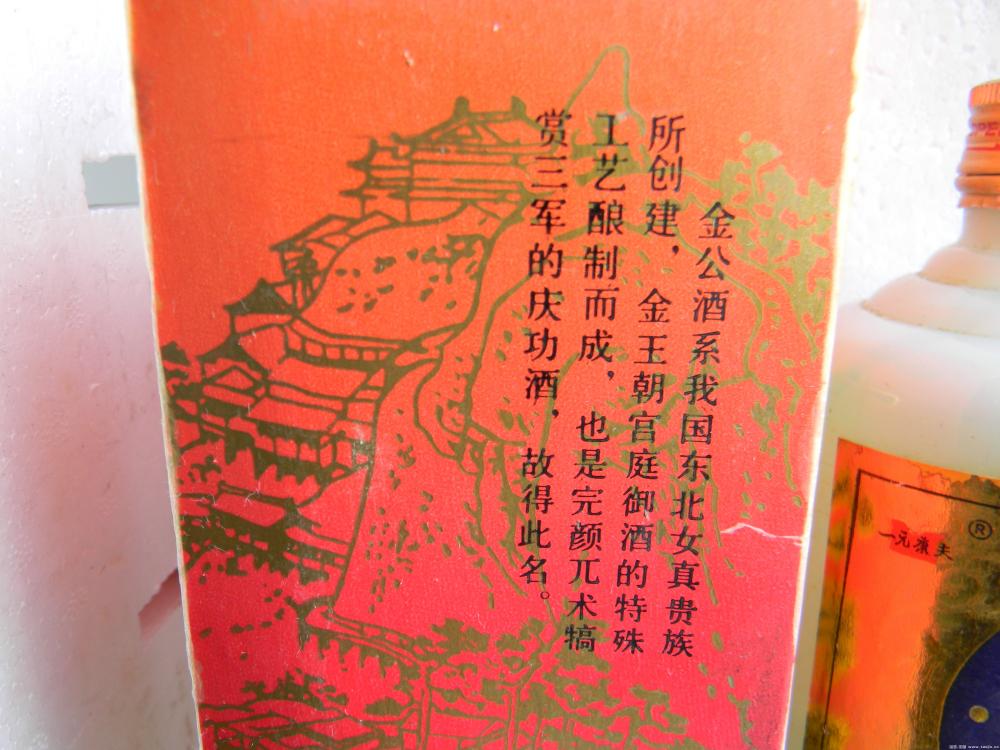 金公酒系我国东北女真贵族
所创建，金王朝宫庭御酒的特殊
工艺酿制而成，也是完颜兀术犒
赏三军的庆功酒，故得此名。
®